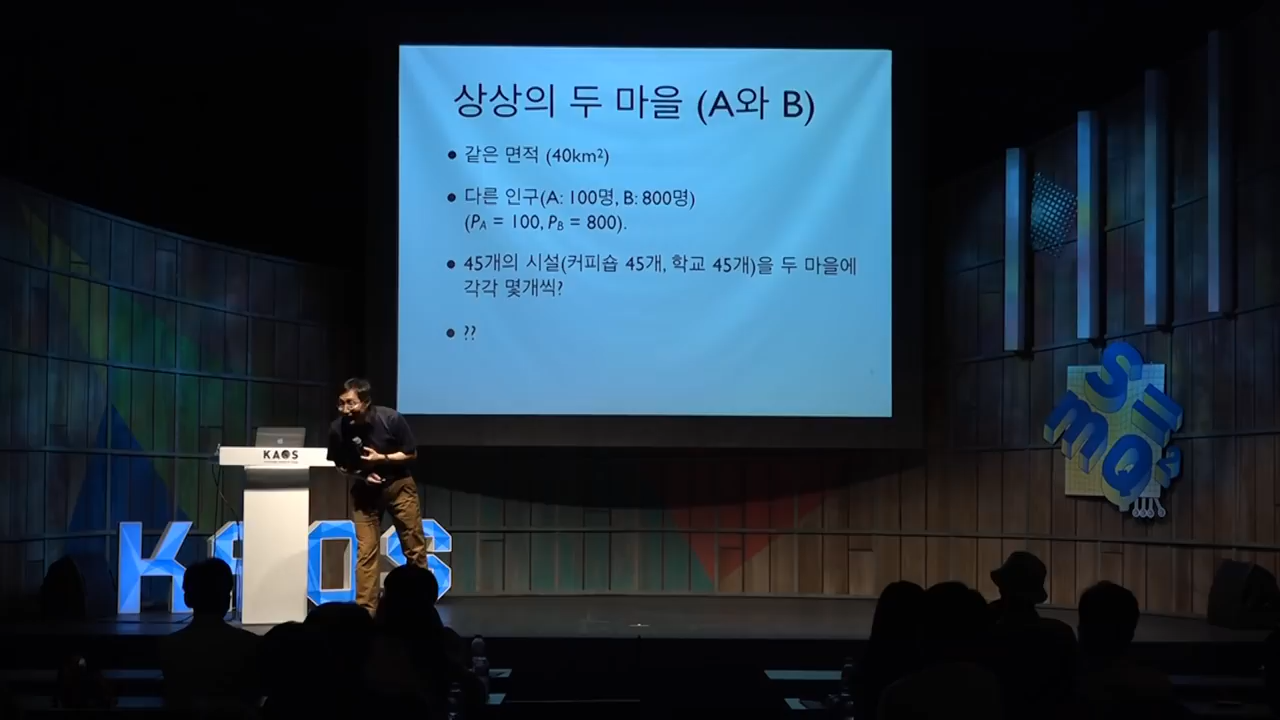 상상의 두 마을 (A와 B)
• 같은 면적 (40km²)
• 다른 인구(A: 100명, B: 800명)
(P_A = 100, P_B = 800).
• 45개의 시설(커피숍 45개, 학교 45개)을 두 마을에
각각 몇개씩?
• ??
KAOS
KAOS